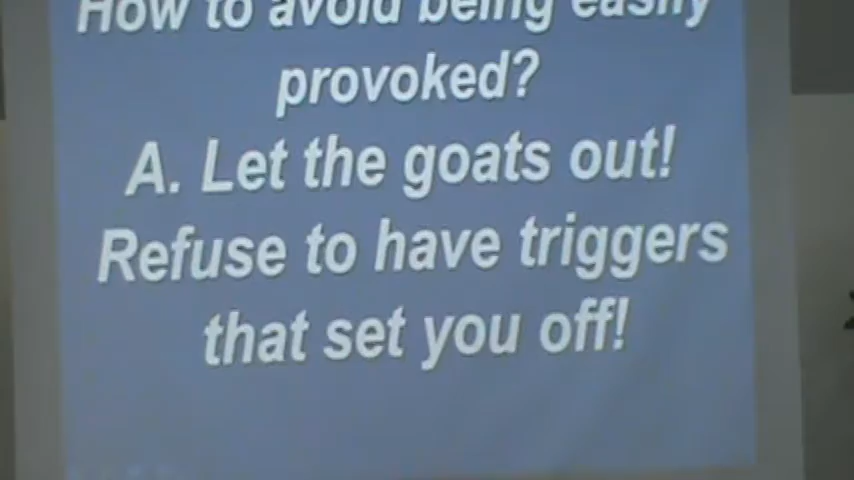 How to avoid being easily
provoked?
A. Let the goats out!
Refuse to have triggers
that set you off!